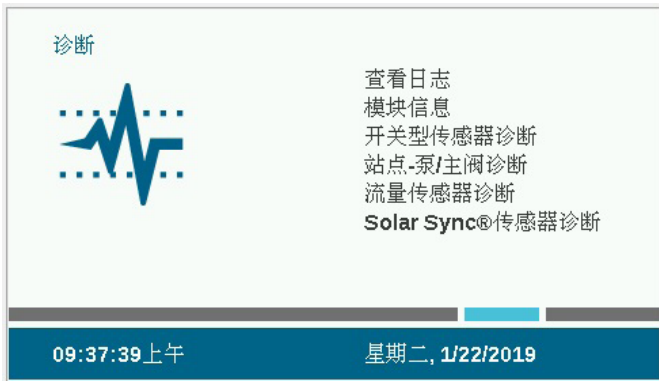 诊断
查看日志
模块信息
开关型传感器诊断
站点-泵/主阀诊断
流量传感器诊断
Solar Sync®传感器诊断
09:37:39上午
星期二, 1/22/2019